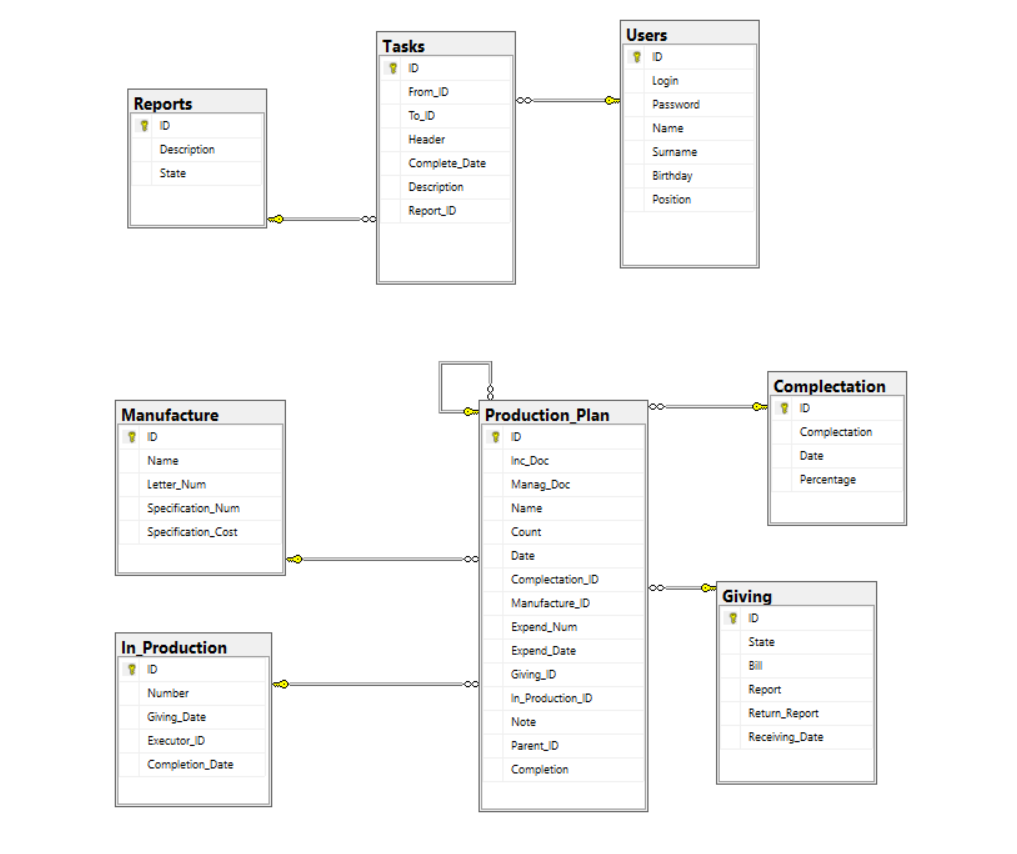 Reports
ID
Description
State
Tasks
ID
From_ID
To_ID
Header
Complete_Date
Description
Report_ID
Users
ID
Login
Password
Name
Surname
Birthday
Position
Manufacture
ID
Name
Letter_Num
Specification_Num
Specification_Cost
In_Production
ID
Number
Giving_Date
Executor_ID
Completion_Date
Production_Plan
ID
Inc_Doc
Manag_Doc
Name
Count
Date
Complectation_ID
Manufacture_ID
Expend_Num
Expend_Date
Giving_ID
In_Production_ID
Note
Parent_ID
Completion
Complectation
ID
Complectation
Date
Percentage
Giving
ID
State
Bill
Report
Return_Report
Receiving_Date